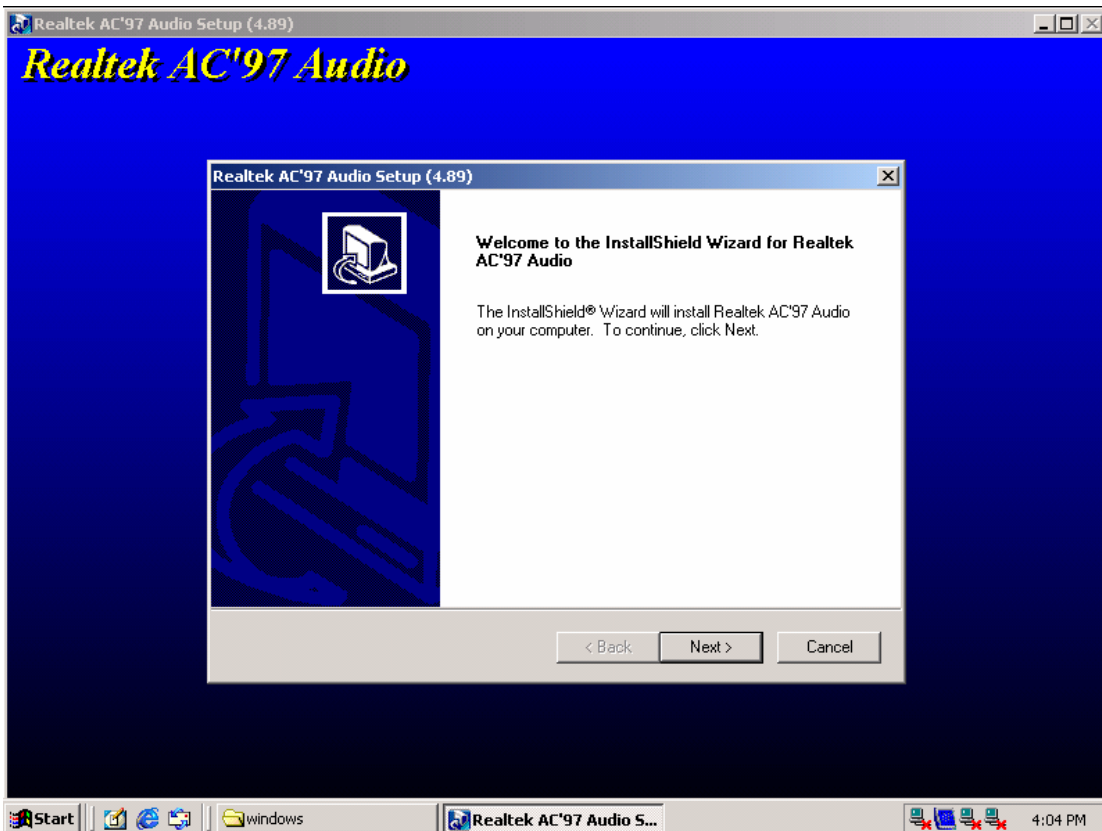 Realtek AC'97 Audio Setup (4.89)
Realtek AC'97 Audio
Realtek AC'97 Audio Setup (4.89)
Welcome to the InstallShield Wizard for Realtek
AC'97 Audio
The InstallShield® Wizard will install Realtek AC'97 Audio
on your computer. To continue, click Next.
< Back
Next >
Cancel
Start
windows
Realtek AC'97 Audio S...
4:04 PM